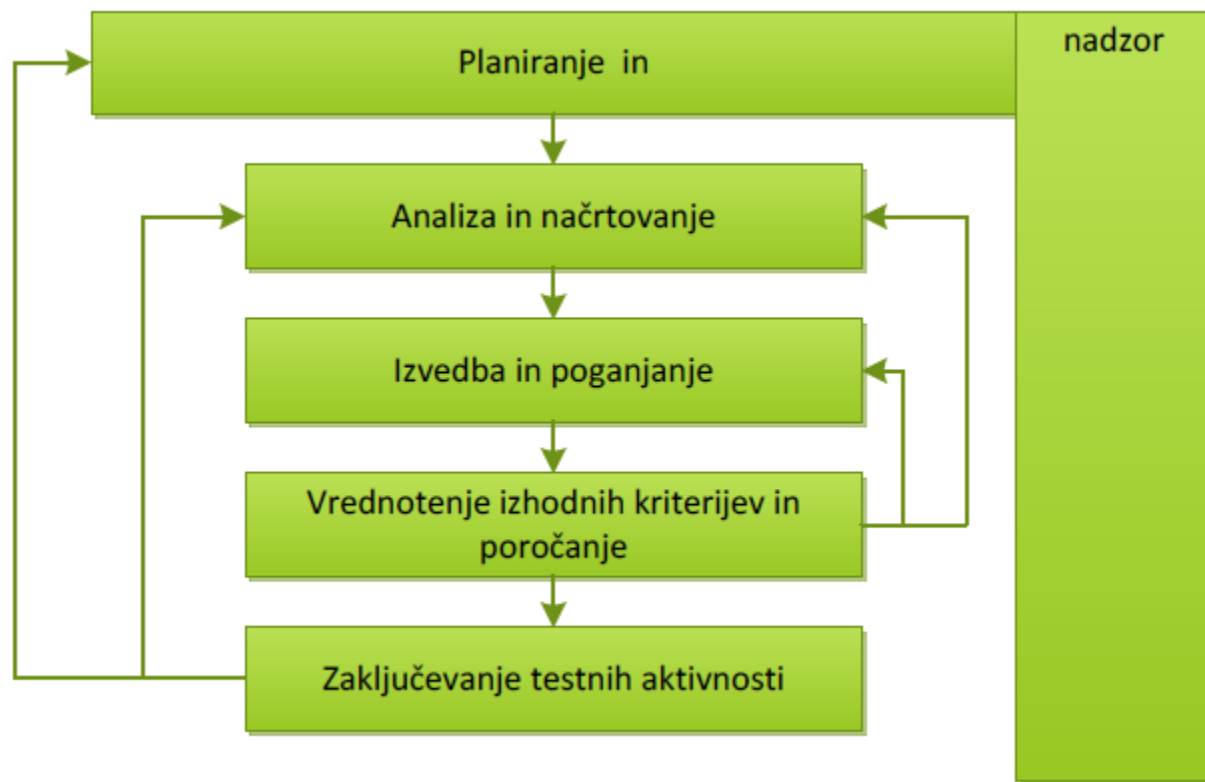 Planiranje in
nadzor
Analiza in načrtovanje
Izvedba in poganjanje
Vrednotenje izhodnih kriterijev in
poročanje
Zaključevanje testnih aktivnosti